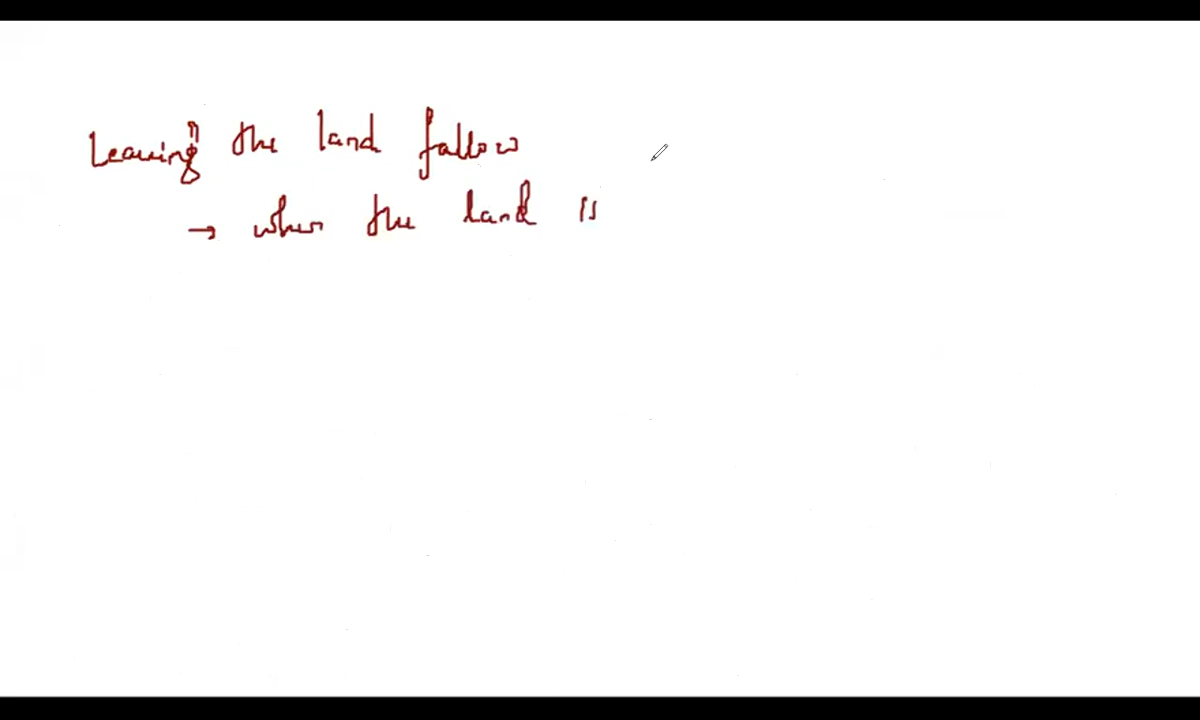 Leaving the land fallow
→ when the land is